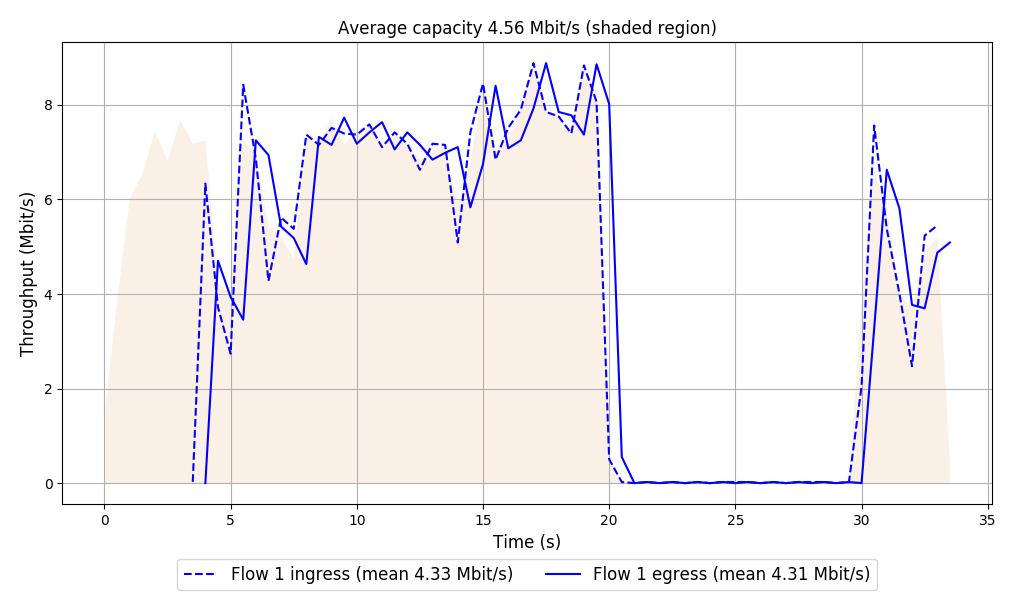 Average capacity 4.56 Mbit/s (shaded region)
Throughput (Mbit/s)
8
6
4
2
0
0 5 10 15 20 25 30 35
Time (s)
Flow 1 ingress (mean 4.33 Mbit/s) Flow 1 egress (mean 4.31 Mbit/s)